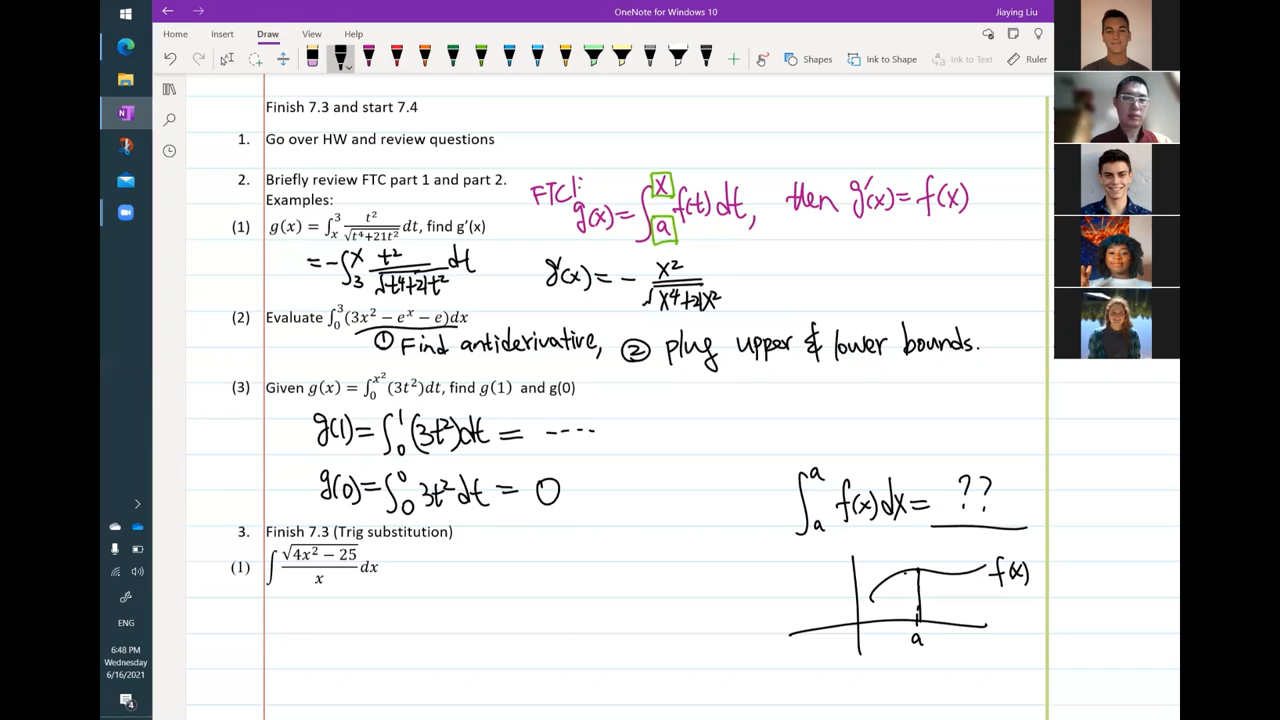 OneNote for Windows 10
Jiaying Liu
Home Insert Draw View Help
Shapes Ink to Shape Ink to Text Ruler
Finish 7.3 and start 7.4
1. Go over HW and review questions
2. Briefly review FTC part 1 and part 2.
FTC1: g(x) = ∫_a^x f(t) dt, then g'(x) = f(x)
Examples:
(1) g(x) = ∫_x^3 t²/√(t⁴+21t²) dt, find g′(x)
= -∫_3^x t²/√(t⁴+21t²) dt g'(x) = - x²/√(x⁴+21x²)
(2) Evaluate ∫_0^3 (3x² − eˣ − e)dx
① Find antiderivative, ② plug upper & lower bounds.
(3) Given g(x) = ∫_0^{x²} (3t²)dt, find g(1) and g(0)
g(1) = ∫_0^1 (3t²)dt = ----
g(0) = ∫_0^0 3t² dt = 0
∫_a^a f(x)dx = ??
3. Finish 7.3 (Trig substitution)
(1) ∫ √(4x² − 25)/x dx
f(x)
a
ENG
6:48 PM
Wednesday
6/16/2021
4